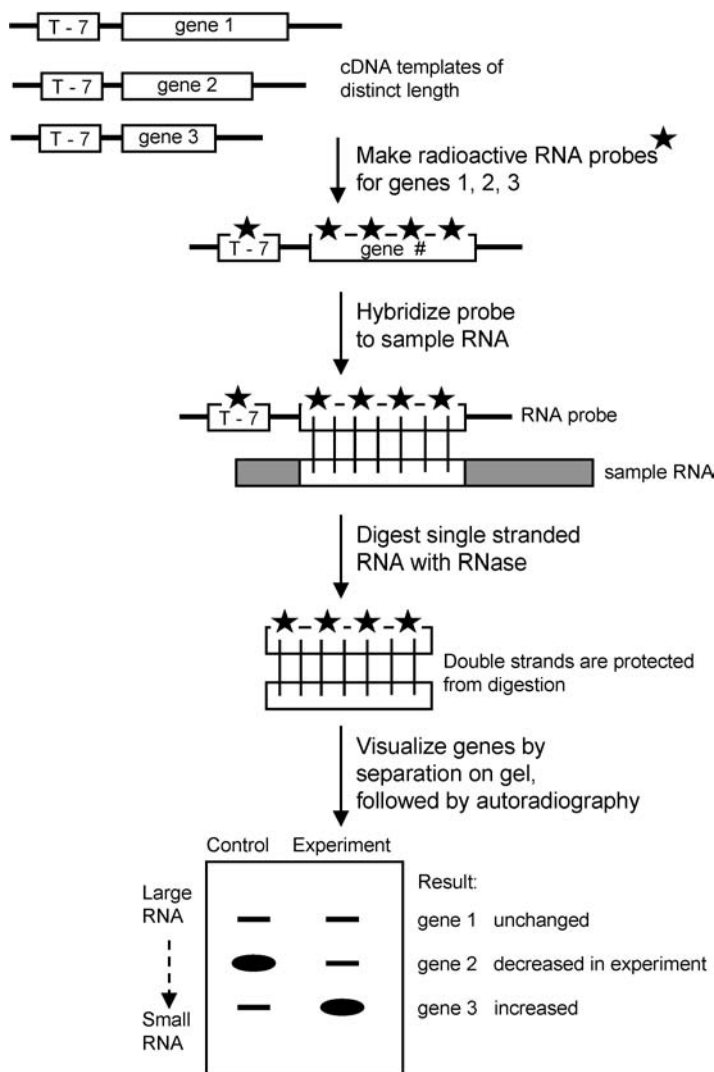 T - 7 gene 1
T - 7 gene 2
T - 7 gene 3
cDNA templates of
distinct length
Make radioactive RNA probes
for genes 1, 2, 3
T - 7 gene #
Hybridize probe
to sample RNA
T - 7
RNA probe
sample RNA
Digest single stranded
RNA with RNase
Double strands are protected
from digestion
Visualize genes by
separation on gel,
followed by autoradiography
Control Experiment
Large
RNA
Small
RNA
Result:
gene 1 unchanged
gene 2 decreased in experiment
gene 3 increased